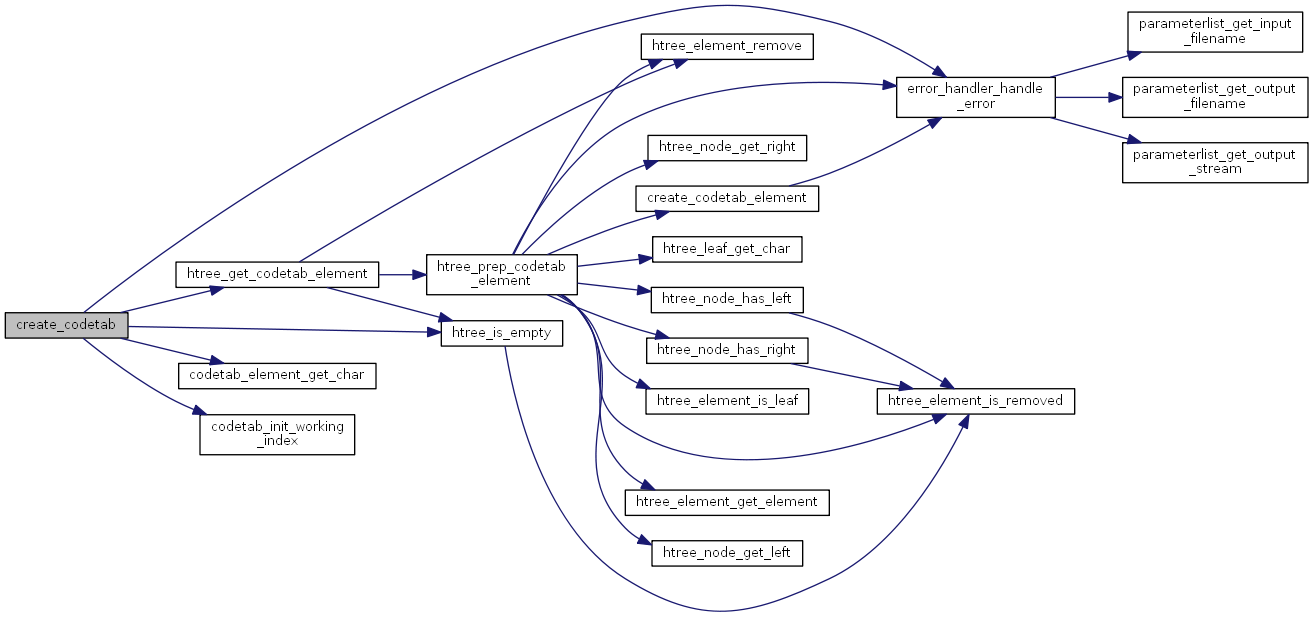 create_codetab
htree_get_codetab_element
codetab_element_get_char
codetab_init_working
_index
htree_prep_codetab
_element
htree_is_empty
htree_element_remove
htree_node_get_right
create_codetab_element
htree_leaf_get_char
htree_node_has_left
htree_node_has_right
htree_element_is_leaf
htree_element_get_element
htree_node_get_left
error_handler_handle
_error
htree_element_is_removed
parameterlist_get_input
_filename
parameterlist_get_output
_filename
parameterlist_get_output
_stream